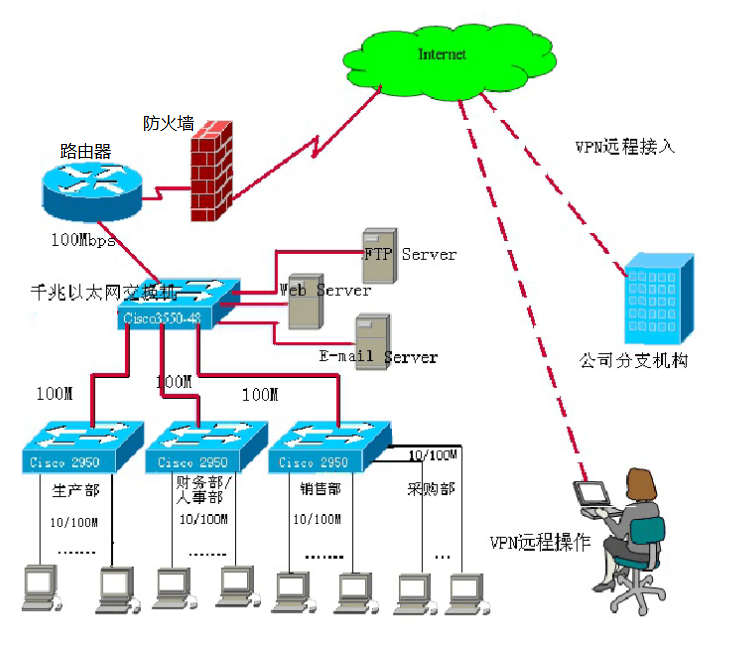 Internet
防火墙
路由器
VPN远程接入
100Mbps
FTP Server
千兆以太网交换机
Web Server
Cisco3550-48
E-mail Server
公司分支机构
100M
100M
100M
Cisco 2950
Cisco 2950
Cisco 2950
10/100M
生产部
财务部/
人事部
销售部
采购部
10/100M
10/100M
10/100M
VPN远程操作
.......
.......
.......
...